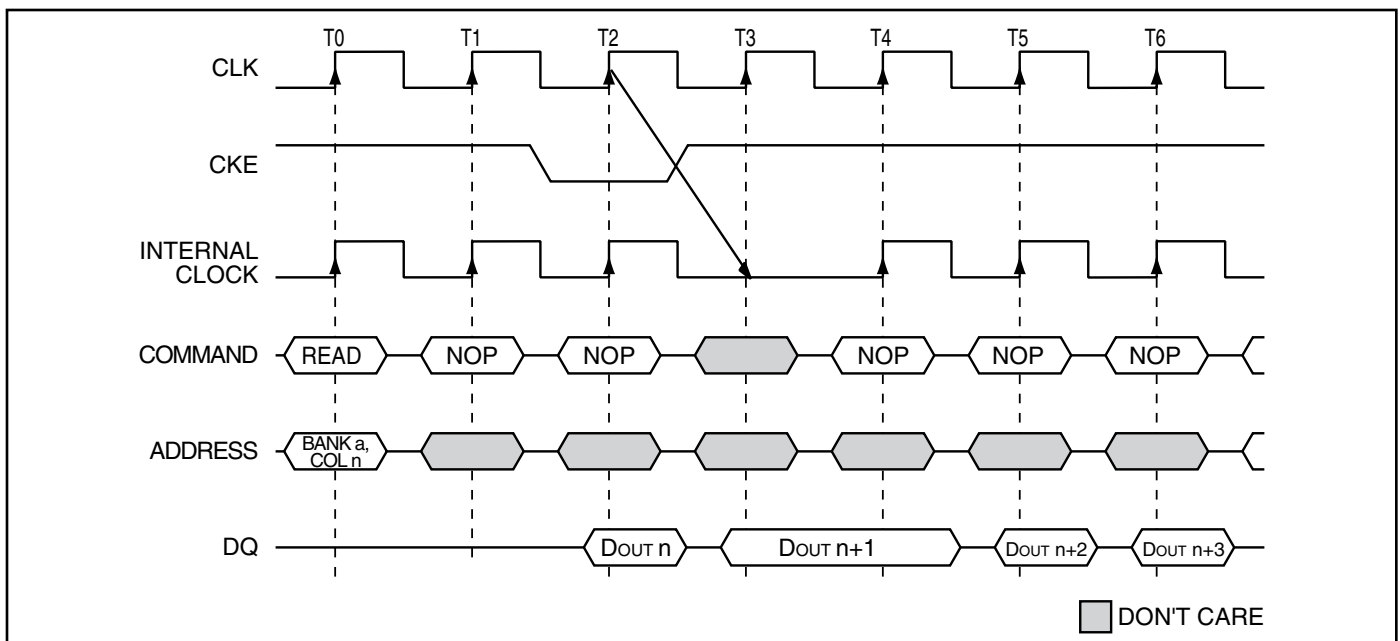 T0 T1 T2 T3 T4 T5 T6
CLK
CKE
INTERNAL
CLOCK
COMMAND READ NOP NOP NOP NOP NOP
ADDRESS BANK a,
COL n
DQ DOUT n DOUT n+1 DOUT n+2 DOUT n+3
DON'T CARE